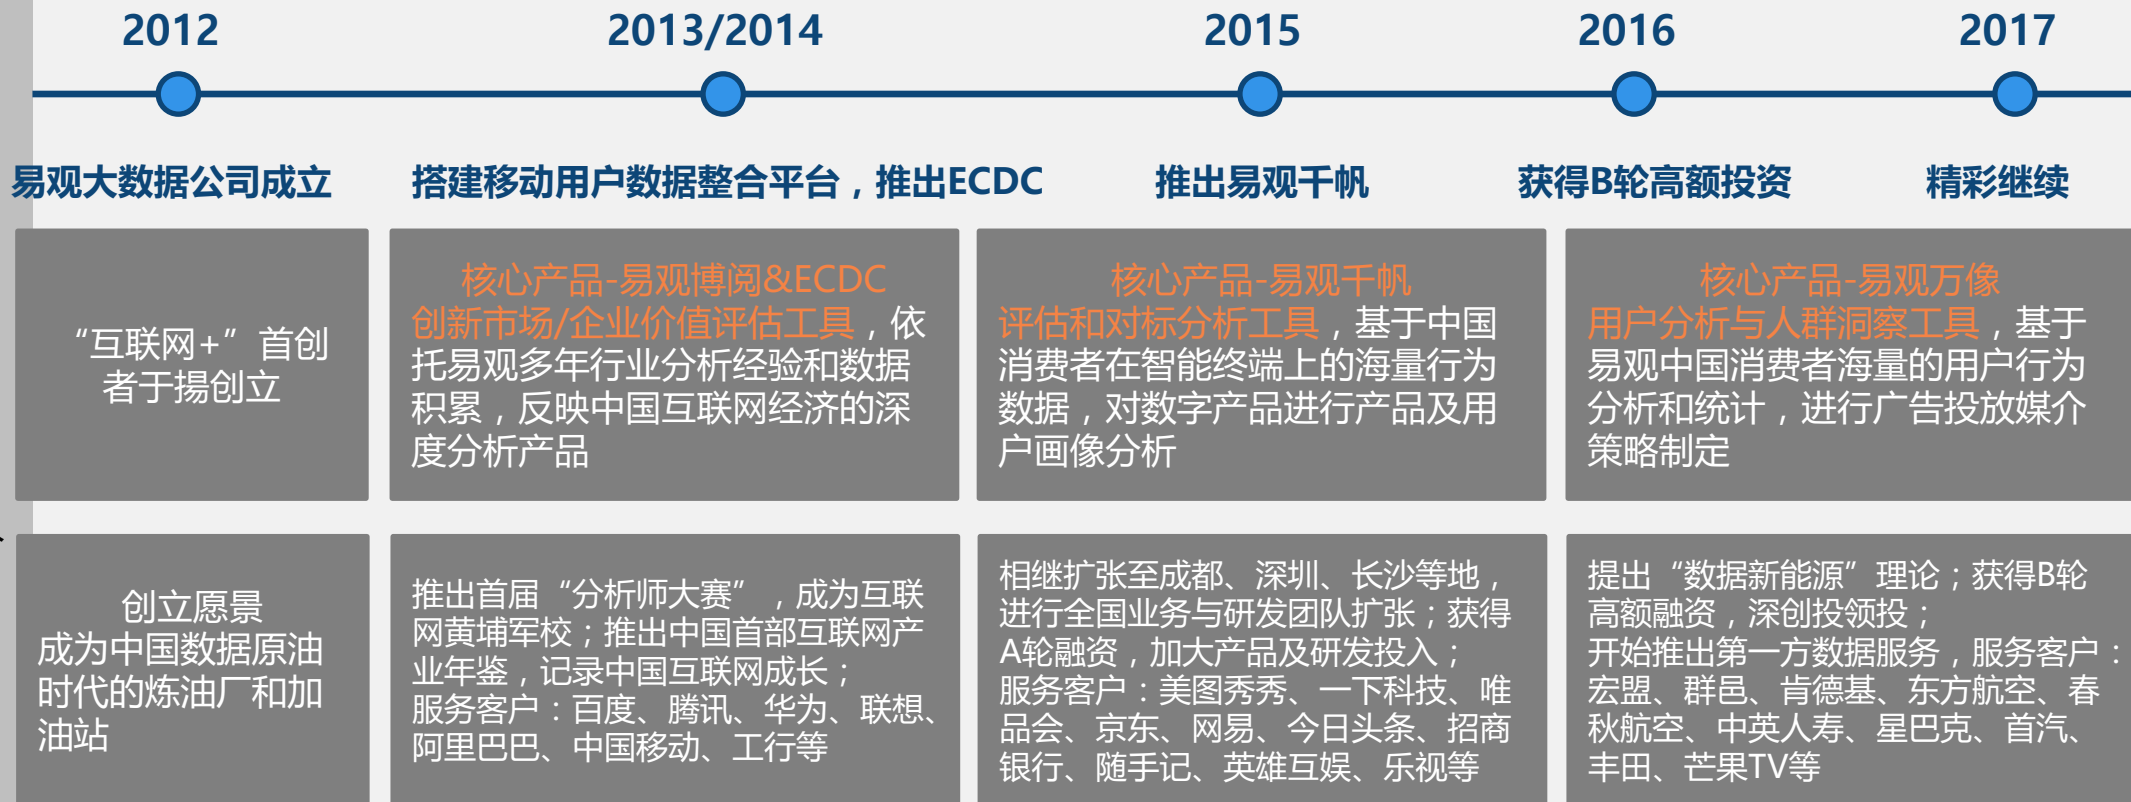 2012
2013/2014
2015
2016
2017
易观大数据公司成立
搭建移动用户数据整合平台，推出ECDC
推出易观千帆
获得B轮高额投资
精彩继续
“互联网+”首创
者于揚创立
核心产品-易观博阅&ECDC
创新市场/企业价值评估工具，依
托易观多年行业分析经验和数据
积累，反映中国互联网经济的深
度分析产品
核心产品-易观千帆
评估和对标分析工具，基于中国
消费者在智能终端上的海量行为
数据，对数字产品进行产品及用
户画像分析
核心产品-易观万像
用户分析与人群洞察工具，基于
易观中国消费者海量的用户行为
分析和统计，进行广告投放媒介
策略制定
创立愿景
成为中国数据原油
时代的炼油厂和加
油站
推出首届“分析师大赛”，成为互联
网黄埔军校；推出中国首部互联网产
业年鉴，记录中国互联网成长；
服务客户：百度、腾讯、华为、联想、
阿里巴巴、中国移动、工行等
相继扩张至成都、深圳、长沙等地，
进行全国业务与研发团队扩张；获得
A轮融资，加大产品及研发投入；
服务客户：美图秀秀、一下科技、唯
品会、京东、网易、今日头条、招商
银行、随手记、英雄互娱、乐视等
提出“数据新能源”理论；获得B轮
高额融资，深创投领投；
开始推出第一方数据服务，服务客户：
宏盟、群邑、肯德基、东方航空、春
秋航空、中英人寿、星巴克、首汽、
丰田、芒果TV等